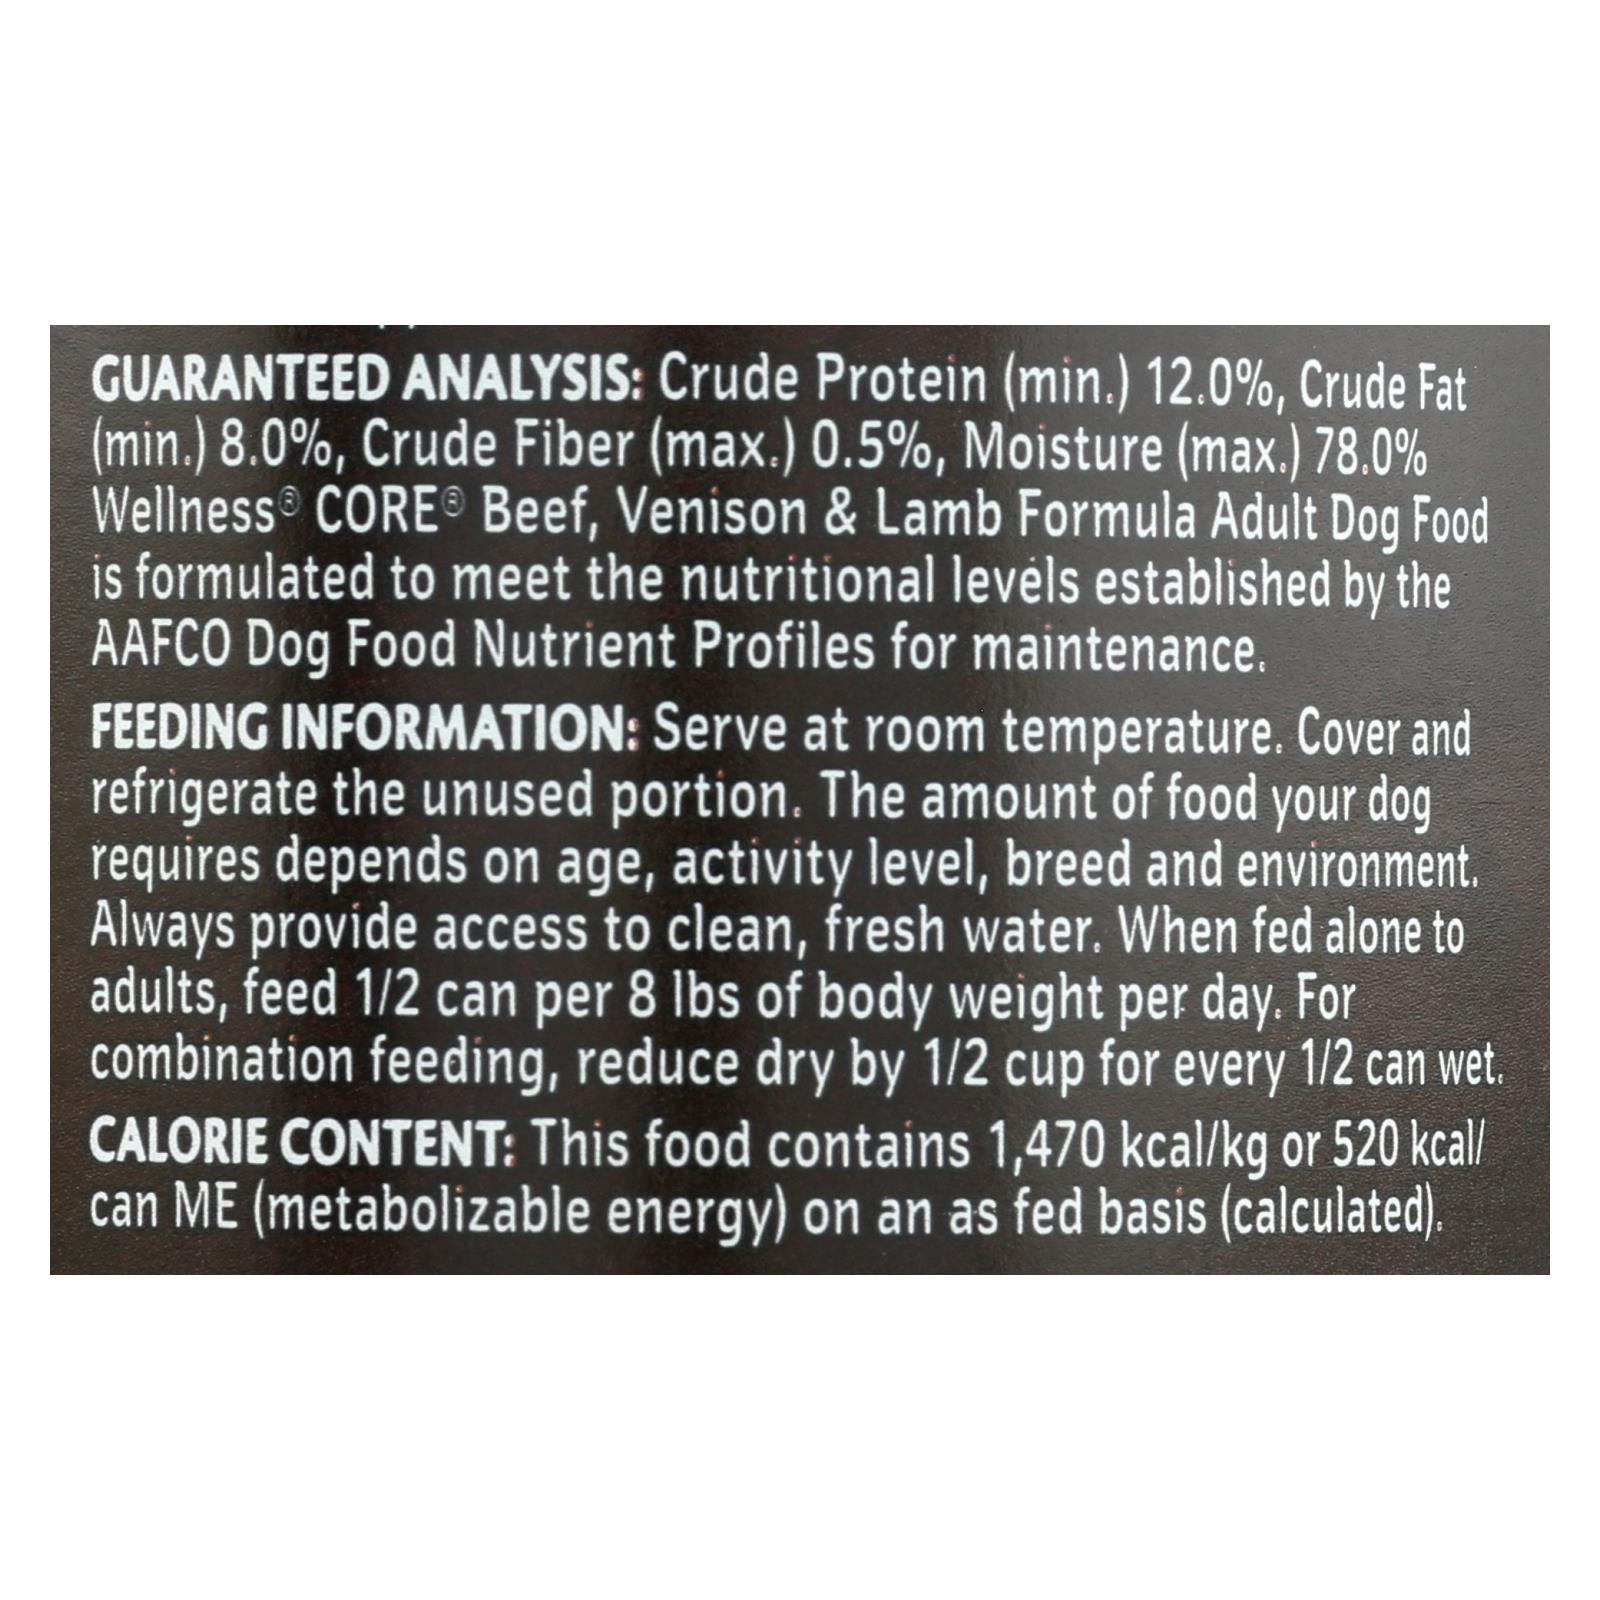 GUARANTEED ANALYSIS: Crude Protein (min.) 12.0%, Crude Fat
(min.) 8.0%, Crude Fiber (max.) 0.5%, Moisture (max.) 78.0%
Wellness® CORE® Beef, Venison & Lamb Formula Adult Dog Food
is formulated to meet the nutritional levels established by the
AAFCO Dog Food Nutrient Profiles for maintenance.
FEEDING INFORMATION: Serve at room temperature. Cover and
refrigerate the unused portion. The amount of food your dog
requires depends on age, activity level, breed and environment.
Always provide access to clean, fresh water. When fed alone to
adults, feed 1/2 can per 8 lbs of body weight per day. For
combination feeding, reduce dry by 1/2 cup for every 1/2 can wet.
CALORIE CONTENT: This food contains 1,470 kcal/kg or 520 kcal/
can ME (metabolizable energy) on an as fed basis (calculated).